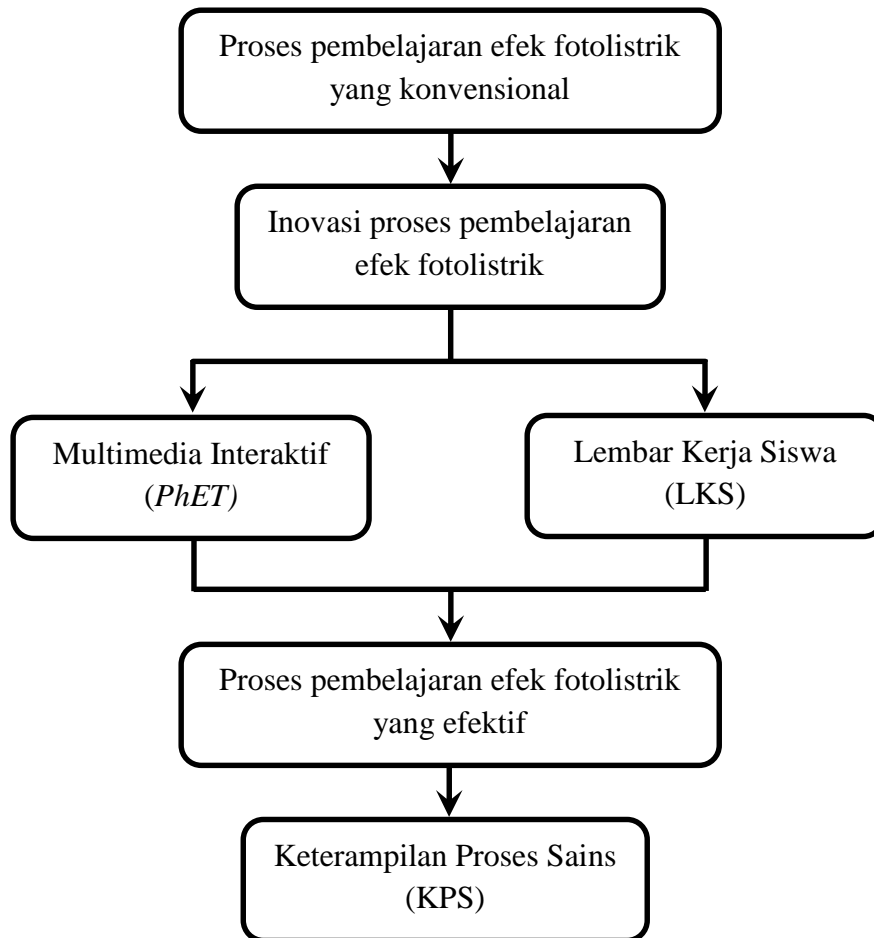 Proses pembelajaran efek fotolistrik
yang konvensional
Inovasi proses pembelajaran
efek fotolistrik
Multimedia Interaktif
(PhET)
Lembar Kerja Siswa
(LKS)
Proses pembelajaran efek fotolistrik
yang efektif
Keterampilan Proses Sains
(KPS)